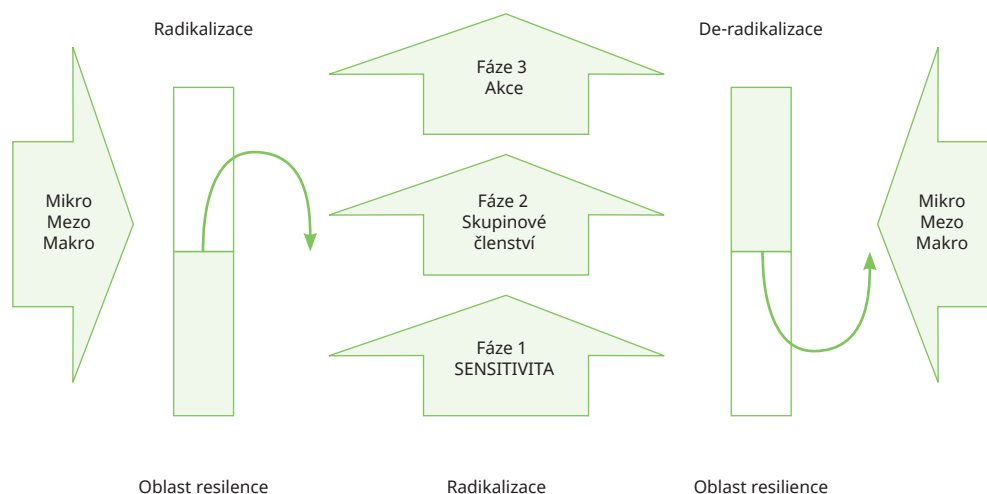 Radikalizace
De-radikalizace
Fáze 3
Akce
Mikro
Mezo
Makro
Fáze 2
Skupinové
členství
Mikro
Mezo
Makro
Fáze 1
SENSITIVITA
Oblast resilence
Radikalizace
Oblast resilience